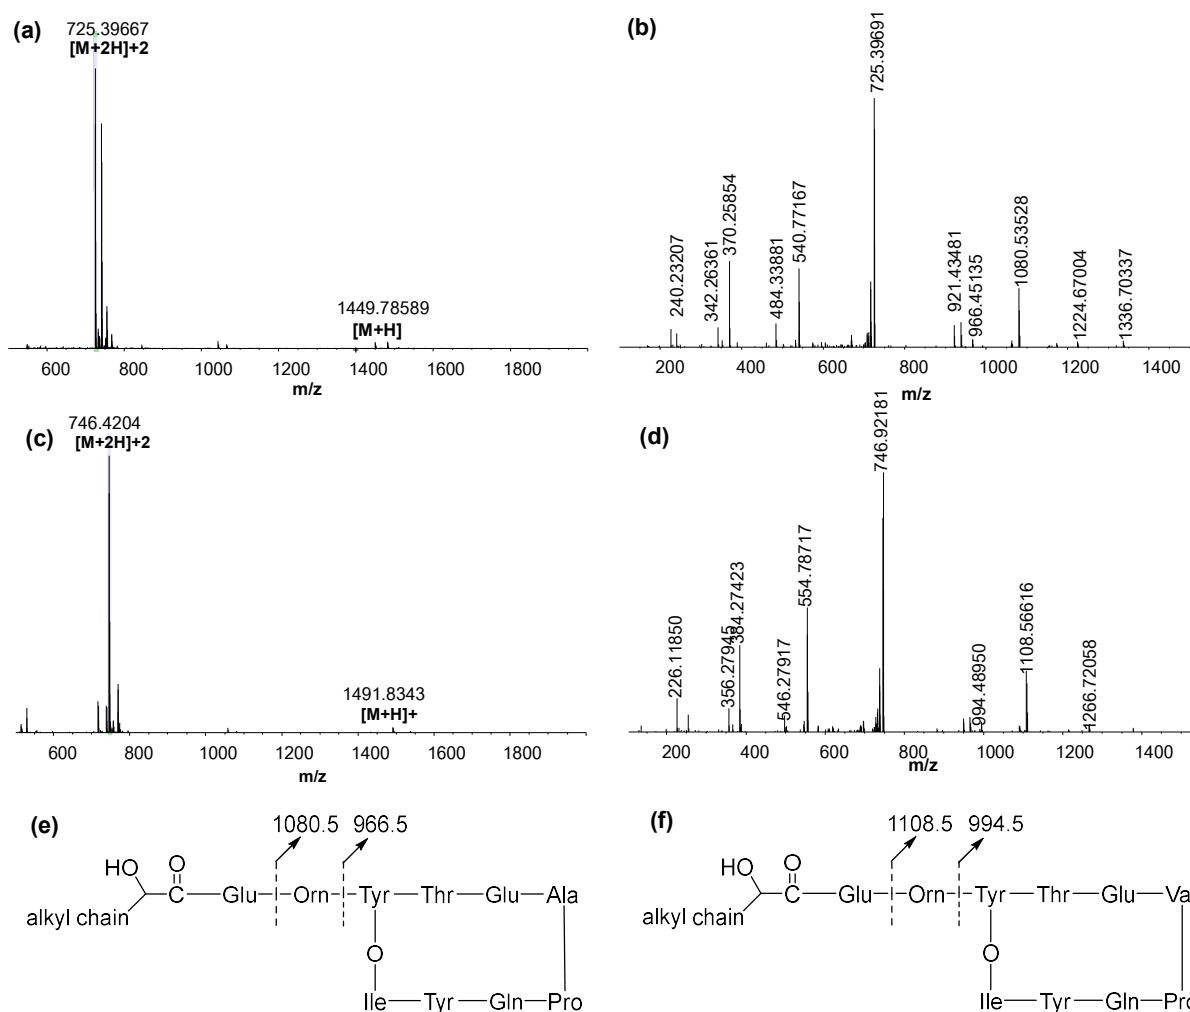 (a)
725.39667
[M+2H]+2
1449.78589
[M+H]
600 800 1000 1200 1400 1600 1800
m/z
(b)
240.23207
342.26361
370.25854
484.33881
540.77167
725.39691
921.43481
966.45135
1080.53528
1224.67004
1336.70337
200 400 600 800 1000 1200 1400
m/z
(c)
746.4204
[M+2H]+2
1491.8343
[M+H]+
600 800 1000 1200 1400 1600 1800
m/z
(d)
226.11850
356.27945
384.27423
546.27917
554.78717
746.92181
994.48950
1108.56616
1266.72058
200 400 600 800 1000 1200 1400
m/z
(e)
1080.5 966.5
HO O
C Glu Orn Tyr Thr Glu Ala
alkyl chain
O
Ile Tyr Gln Pro
(f)
1108.5 994.5
HO O
C Glu Orn Tyr Thr Glu Va
alkyl chain
O
Ile Tyr Gln Pro